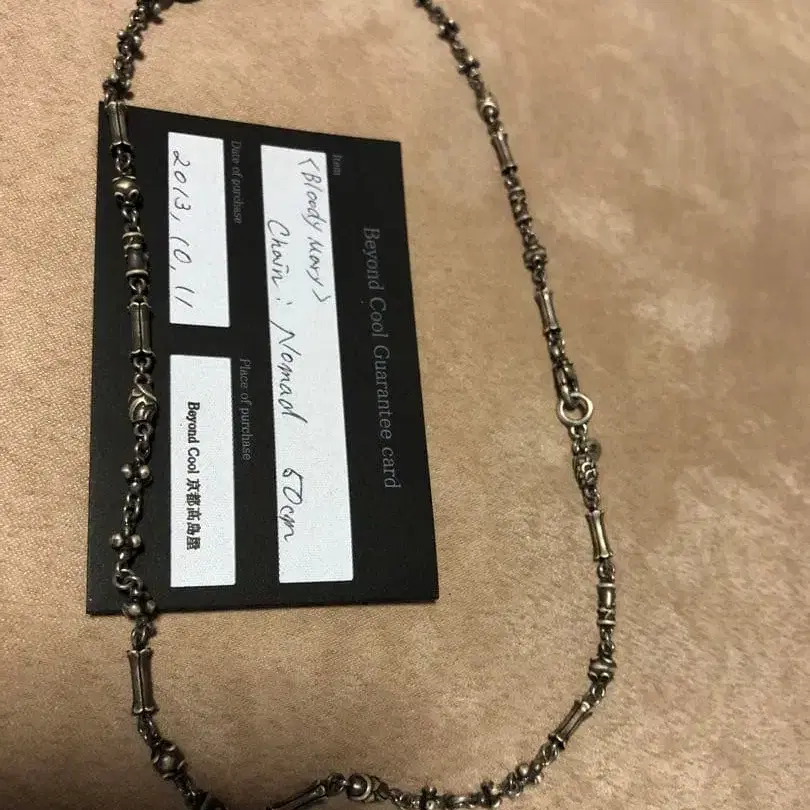 Beyond Cool Guarantee card
Item
<Bloody Mary>
Chain : Nomad 50cm
Date of purchase
2013, 10, 11
Place of purchase
Beyond Cool 京都高島屋